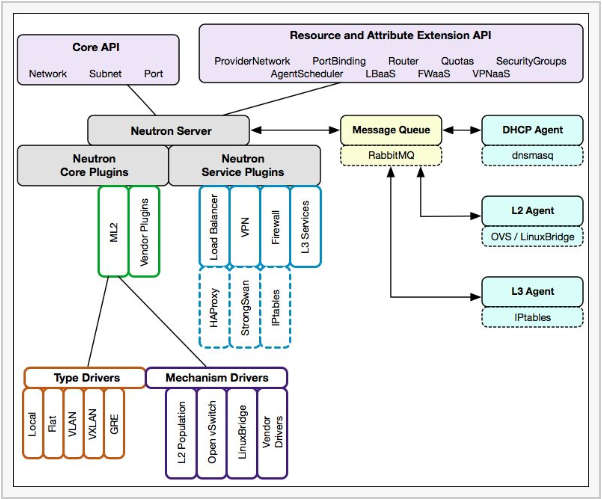 Core API
Network Subnet Port
Resource and Attribute Extension API
ProviderNetwork PortBinding Router Quotas SecurityGroups
AgentScheduler LBaaS FWaaS VPNaaS
Neutron Server
Message Queue
RabbitMQ
DHCP Agent
dnsmasq
Neutron
Core Plugins
Neutron
Service Plugins
ML2
Vendor Plugins
Load Balancer
VPN
Firewall
L3 Services
L2 Agent
OVS / LinuxBridge
HAProxy
StrongSwan
IPtables
L3 Agent
IPtables
Type Drivers
Mechanism Drivers
Local
Flat
VLAN
VXLAN
GRE
L2 Population
Open vSwitch
LinuxBridge
Vendor
Drivers